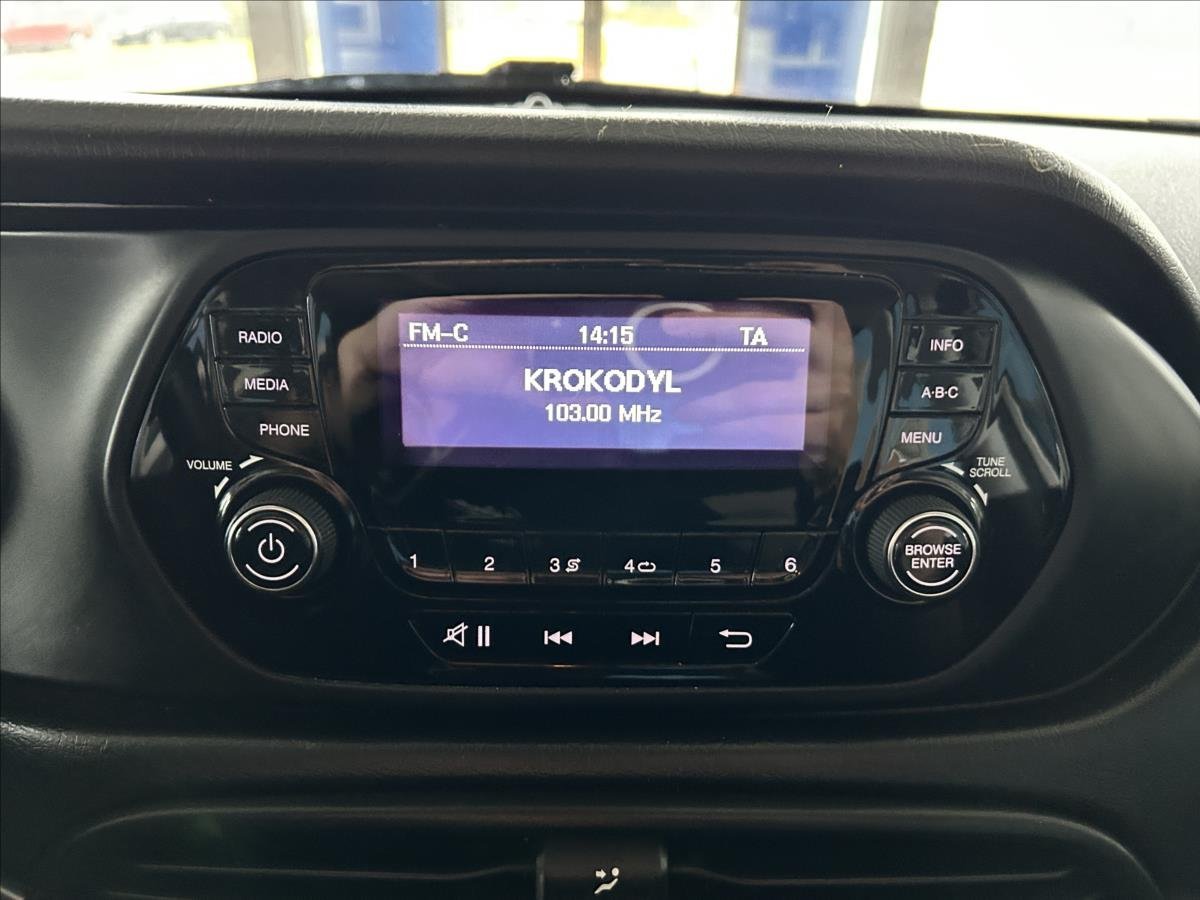 FM-C 14:15 TA
KROKODYL
103.00 MHz
RADIO
MEDIA
PHONE
VOLUME
INFO
A·B·C
MENU
TUNE
SCROLL
BROWSE
ENTER
1 2 3 4 5 6